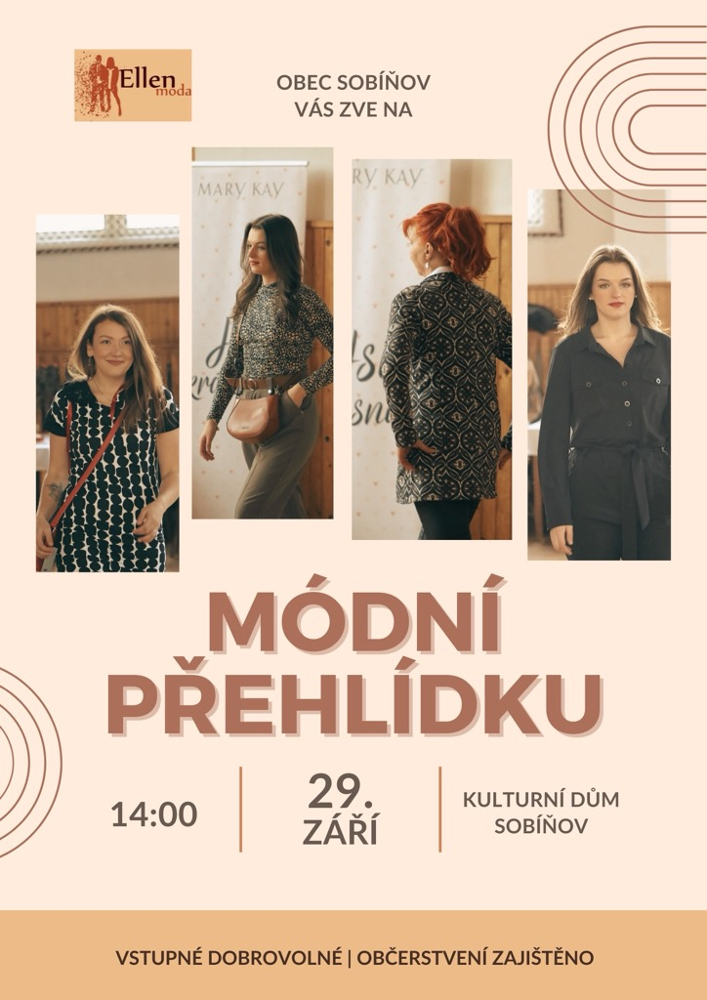 Ellen
moda
OBEC SOBÍŇOV
VÁS ZVE NA
MARY KAY
RY KAY
MÓDNÍ
PŘEHLÍDKU
14:00
29.
ZÁŘÍ
KULTURNÍ DŮM
SOBÍŇOV
VSTUPNÉ DOBROVOLNÉ | OBČERSTVENÍ ZAJIŠTĚNO